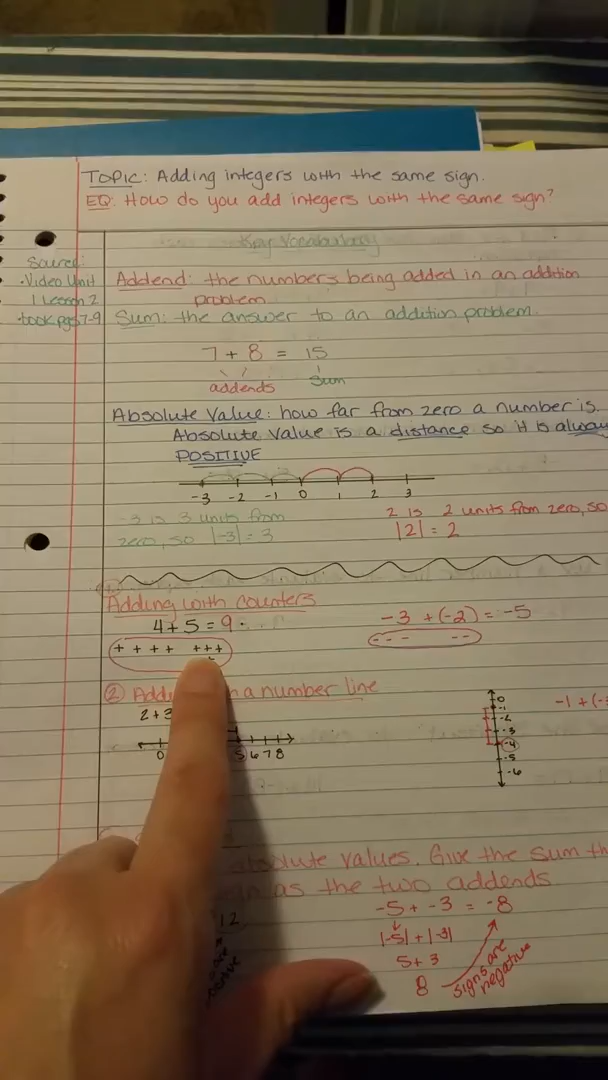 TOPIC: Adding integers with the same sign.
EQ: How do you add integers with the same sign?
Key Vocabulary
Source:
• Video Unit
1 Lesson 2
• book pgs 7-9
Addend: the numbers being added in an addition
problem
Sum: the answer to an addition problem.
7 + 8 = 15
addends sum
Absolute Value: how far from zero a number is.
Absolute Value is a distance so it is always
POSITIVE
-3 -2 -1 0 1 2 3
-3 is 3 units from
zero, so |-3| = 3
2 is 2 units from zero, so
|2| = 2
① Adding with counters
4 + 5 = 9
+ + + + + + +
-3 + (-2) = -5
- - - - -
② a number line
2 + 3
0 5 6 7 8
0
-1
-2
-3
-4
-5
-6
-1 + (-
absolute values. Give the sum th
as the two addends
12
-5 + -3 = -8
|-5| + |-3|
5 + 3
8
signs are
negative